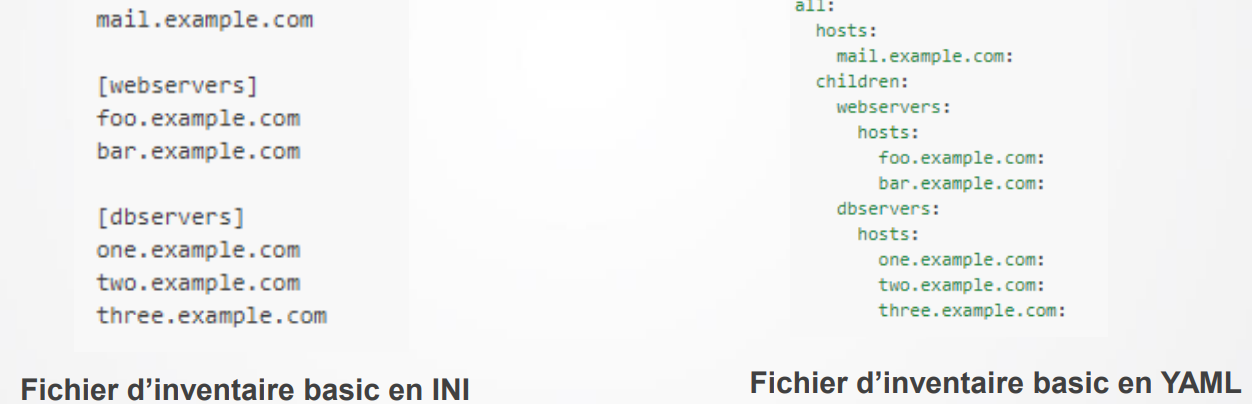 mail.example.com
[webservers]
foo.example.com
bar.example.com
[dbservers]
one.example.com
two.example.com
three.example.com
Fichier d’inventaire basic en INI
all:
hosts:
mail.example.com:
children:
webservers:
hosts:
foo.example.com:
bar.example.com:
dbservers:
hosts:
one.example.com:
two.example.com:
three.example.com:
Fichier d’inventaire basic en YAML